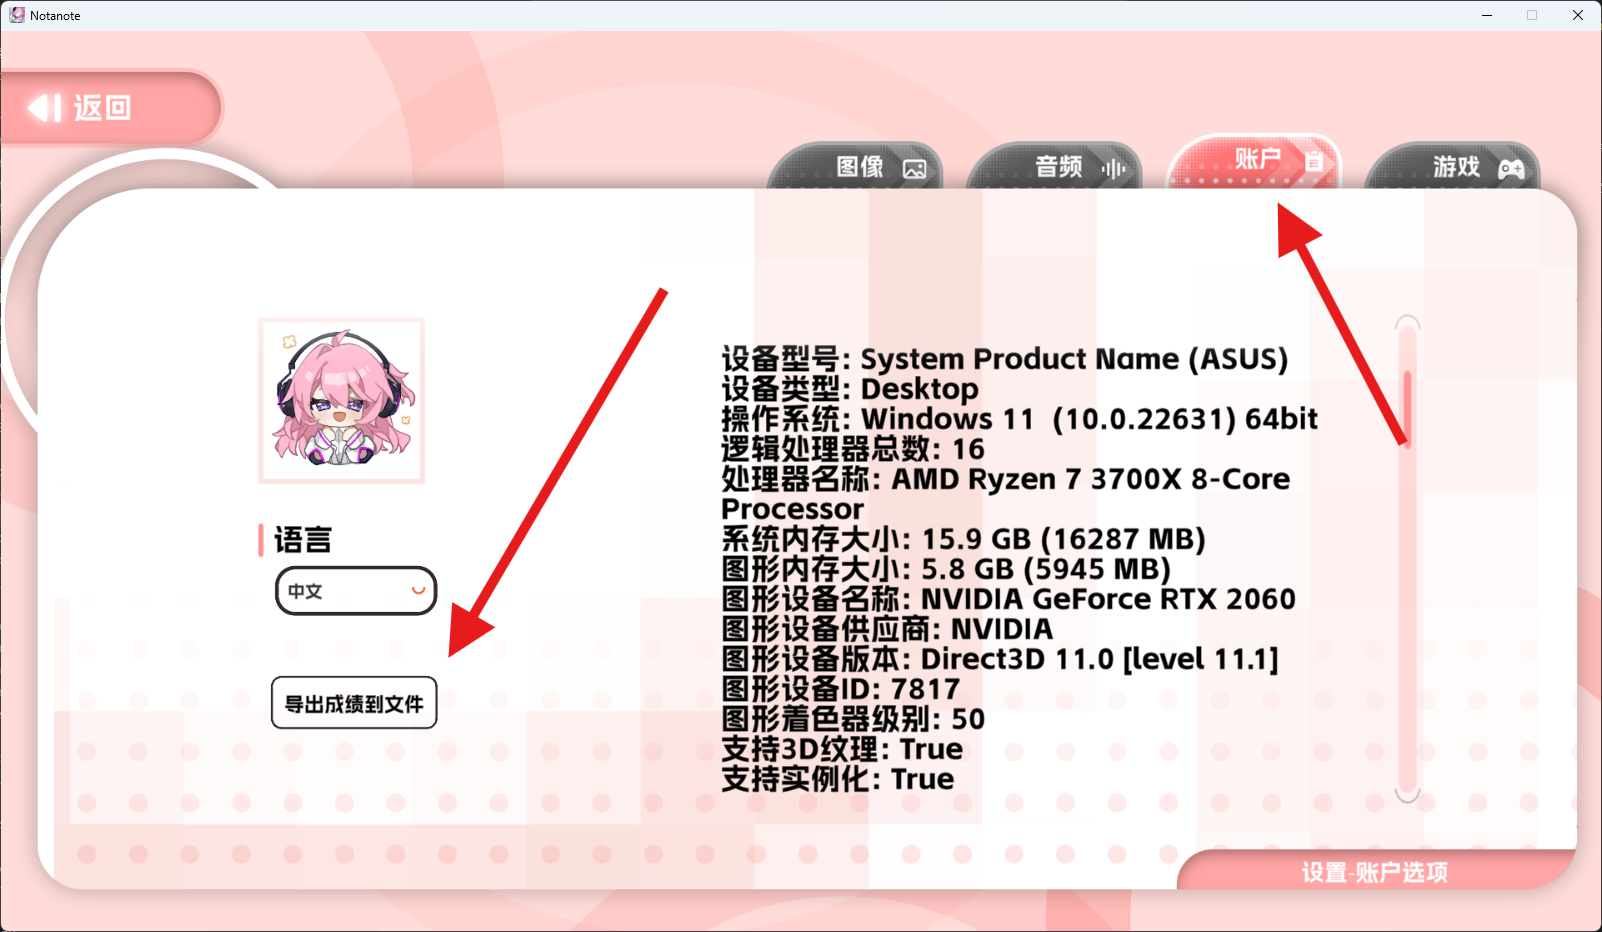 Notanote
返回
图像
音频
账户
游戏
语言
中文
导出成绩到文件
设备型号: System Product Name (ASUS)
设备类型: Desktop
操作系统: Windows 11  (10.0.22631) 64bit
逻辑处理器总数: 16
处理器名称: AMD Ryzen 7 3700X 8-Core
Processor
系统内存大小: 15.9 GB (16287 MB)
图形内存大小: 5.8 GB (5945 MB)
图形设备名称: NVIDIA GeForce RTX 2060
图形设备供应商: NVIDIA
图形设备版本: Direct3D 11.0 [level 11.1]
图形设备ID: 7817
图形着色器级别: 50
支持3D纹理: True
支持实例化: True
设置-账户选项